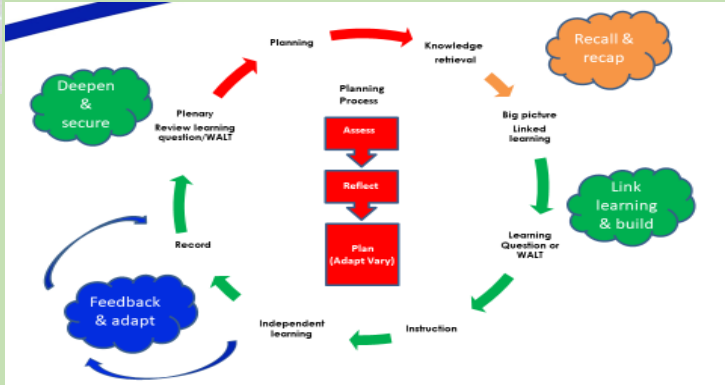 Planning
Knowledge
retrieval
Recall &
recap
Big picture
Linked
learning
Link
learning
& build
Learning
Question or
WALT
Instruction
Independent
learning
Feedback
& adapt
Record
Plenary
Review learning
question/WALT
Deepen
&
secure
Planning
Process
Assess
Reflect
Plan
(Adapt Vary)